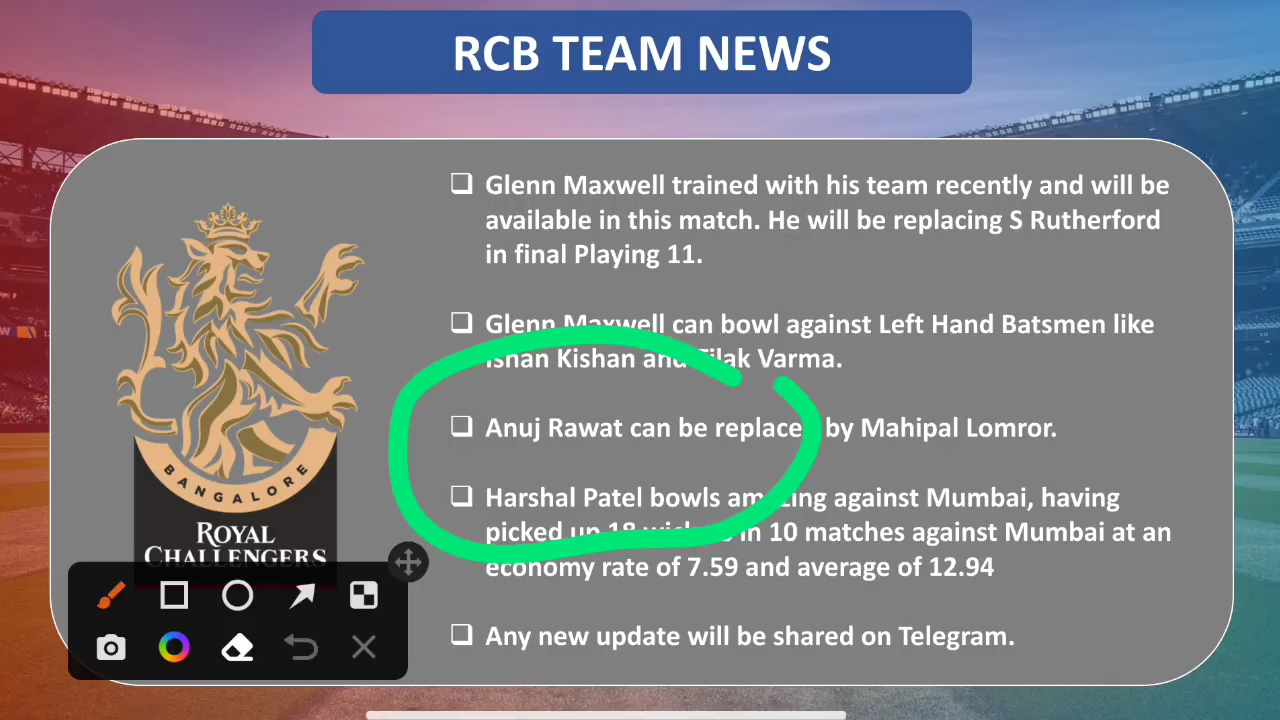 RCB TEAM NEWS
Glenn Maxwell trained with his team recently and will be
available in this match. He will be replacing S Rutherford
in final Playing 11.
Glenn Maxwell can bowl against Left Hand Batsmen like
Ishan Kishan and Tilak Varma.
Anuj Rawat can be replaced by Mahipal Lomror.
Harshal Patel bowls amazing against Mumbai, having
picked up 18 wickets in 10 matches against Mumbai at an
economy rate of 7.59 and average of 12.94
Any new update will be shared on Telegram.
BANGALORE
ROYAL
CHALLENGERS